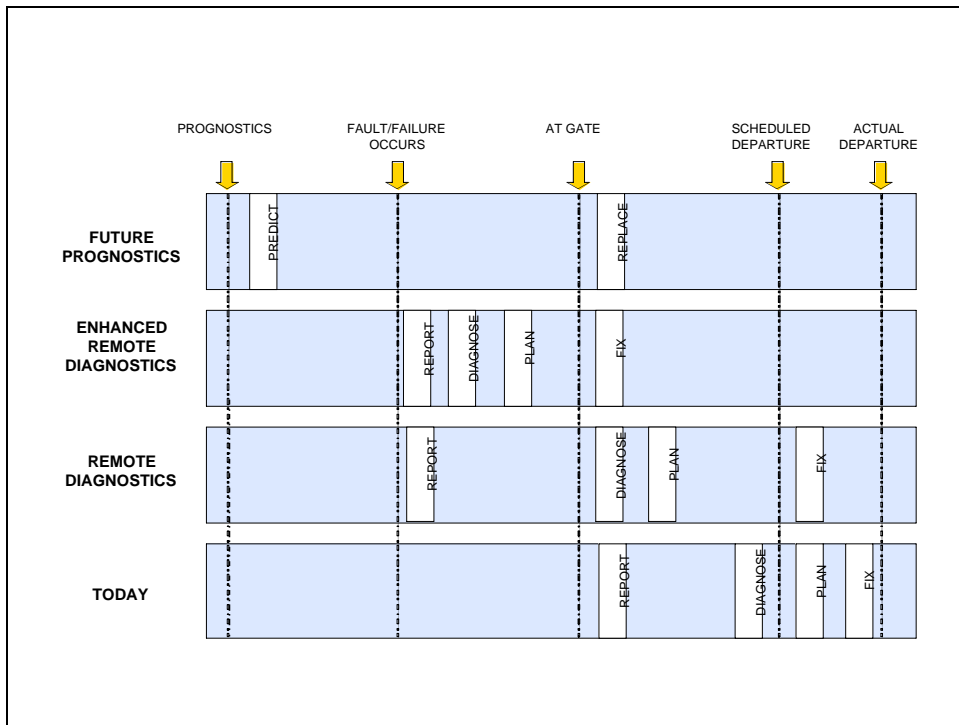 PROGNOSTICS
FAULT/FAILURE
OCCURS
AT GATE
SCHEDULED
DEPARTURE
ACTUAL
DEPARTURE
FUTURE
PROGNOSTICS
PREDICT
REPLACE
ENHANCED
REMOTE
DIAGNOSTICS
REPORT
DIAGNOSE
PLAN
FIX
REMOTE
DIAGNOSTICS
REPORT
DIAGNOSE
PLAN
FIX
TODAY
REPORT
DIAGNOSE
PLAN
FIX